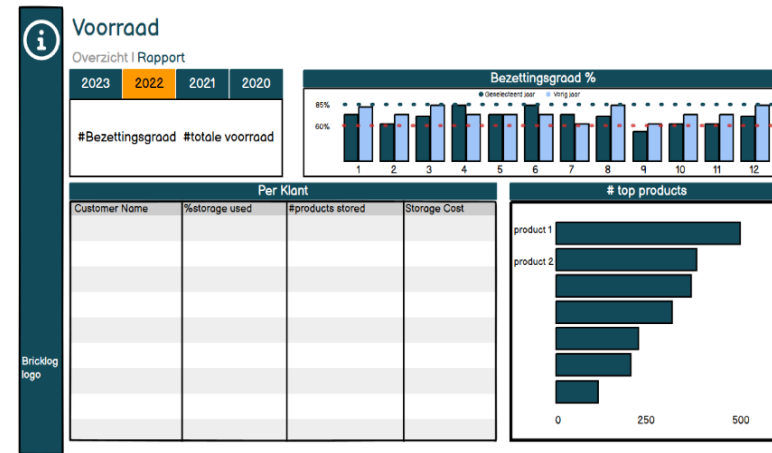 Voorraad
Overzicht | Rapport
2023 2022 2021 2020
#Bezettingsgraad #totale voorraad
Bezettingsgraad %
Geselecteerd jaar Vorig jaar
85%
60%
1 2 3 4 5 6 7 8 9 10 11 12
Per Klant
Customer Name %storage used #products stored Storage Cost
# top products
product 1
product 2
0 250 500
Bricklog
logo